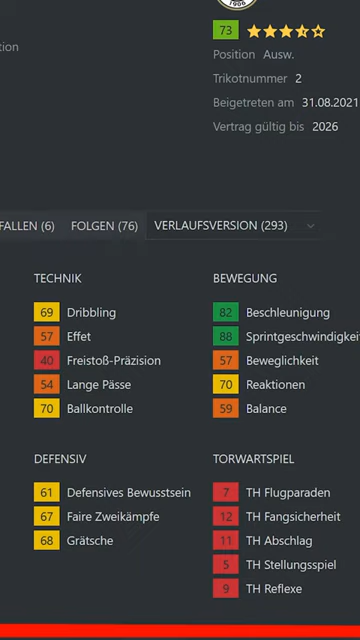 1906
tion
73
Position Ausw.
Trikotnummer 2
Beigetreten am 31.08.2021
Vertrag gültig bis 2026
FALLEN (6) FOLGEN (76) VERLAUFSVERSION (293)
TECHNIK
69 Dribbling
57 Effet
40 Freistoß-Präzision
54 Lange Pässe
70 Ballkontrolle
BEWEGUNG
82 Beschleunigung
88 Sprintgeschwindigkei
57 Beweglichkeit
70 Reaktionen
59 Balance
DEFENSIV
61 Defensives Bewusstsein
67 Faire Zweikämpfe
68 Grätsche
TORWARTSPIEL
7 TH Flugparaden
12 TH Fangsicherheit
11 TH Abschlag
5 TH Stellungsspiel
9 TH Reflexe